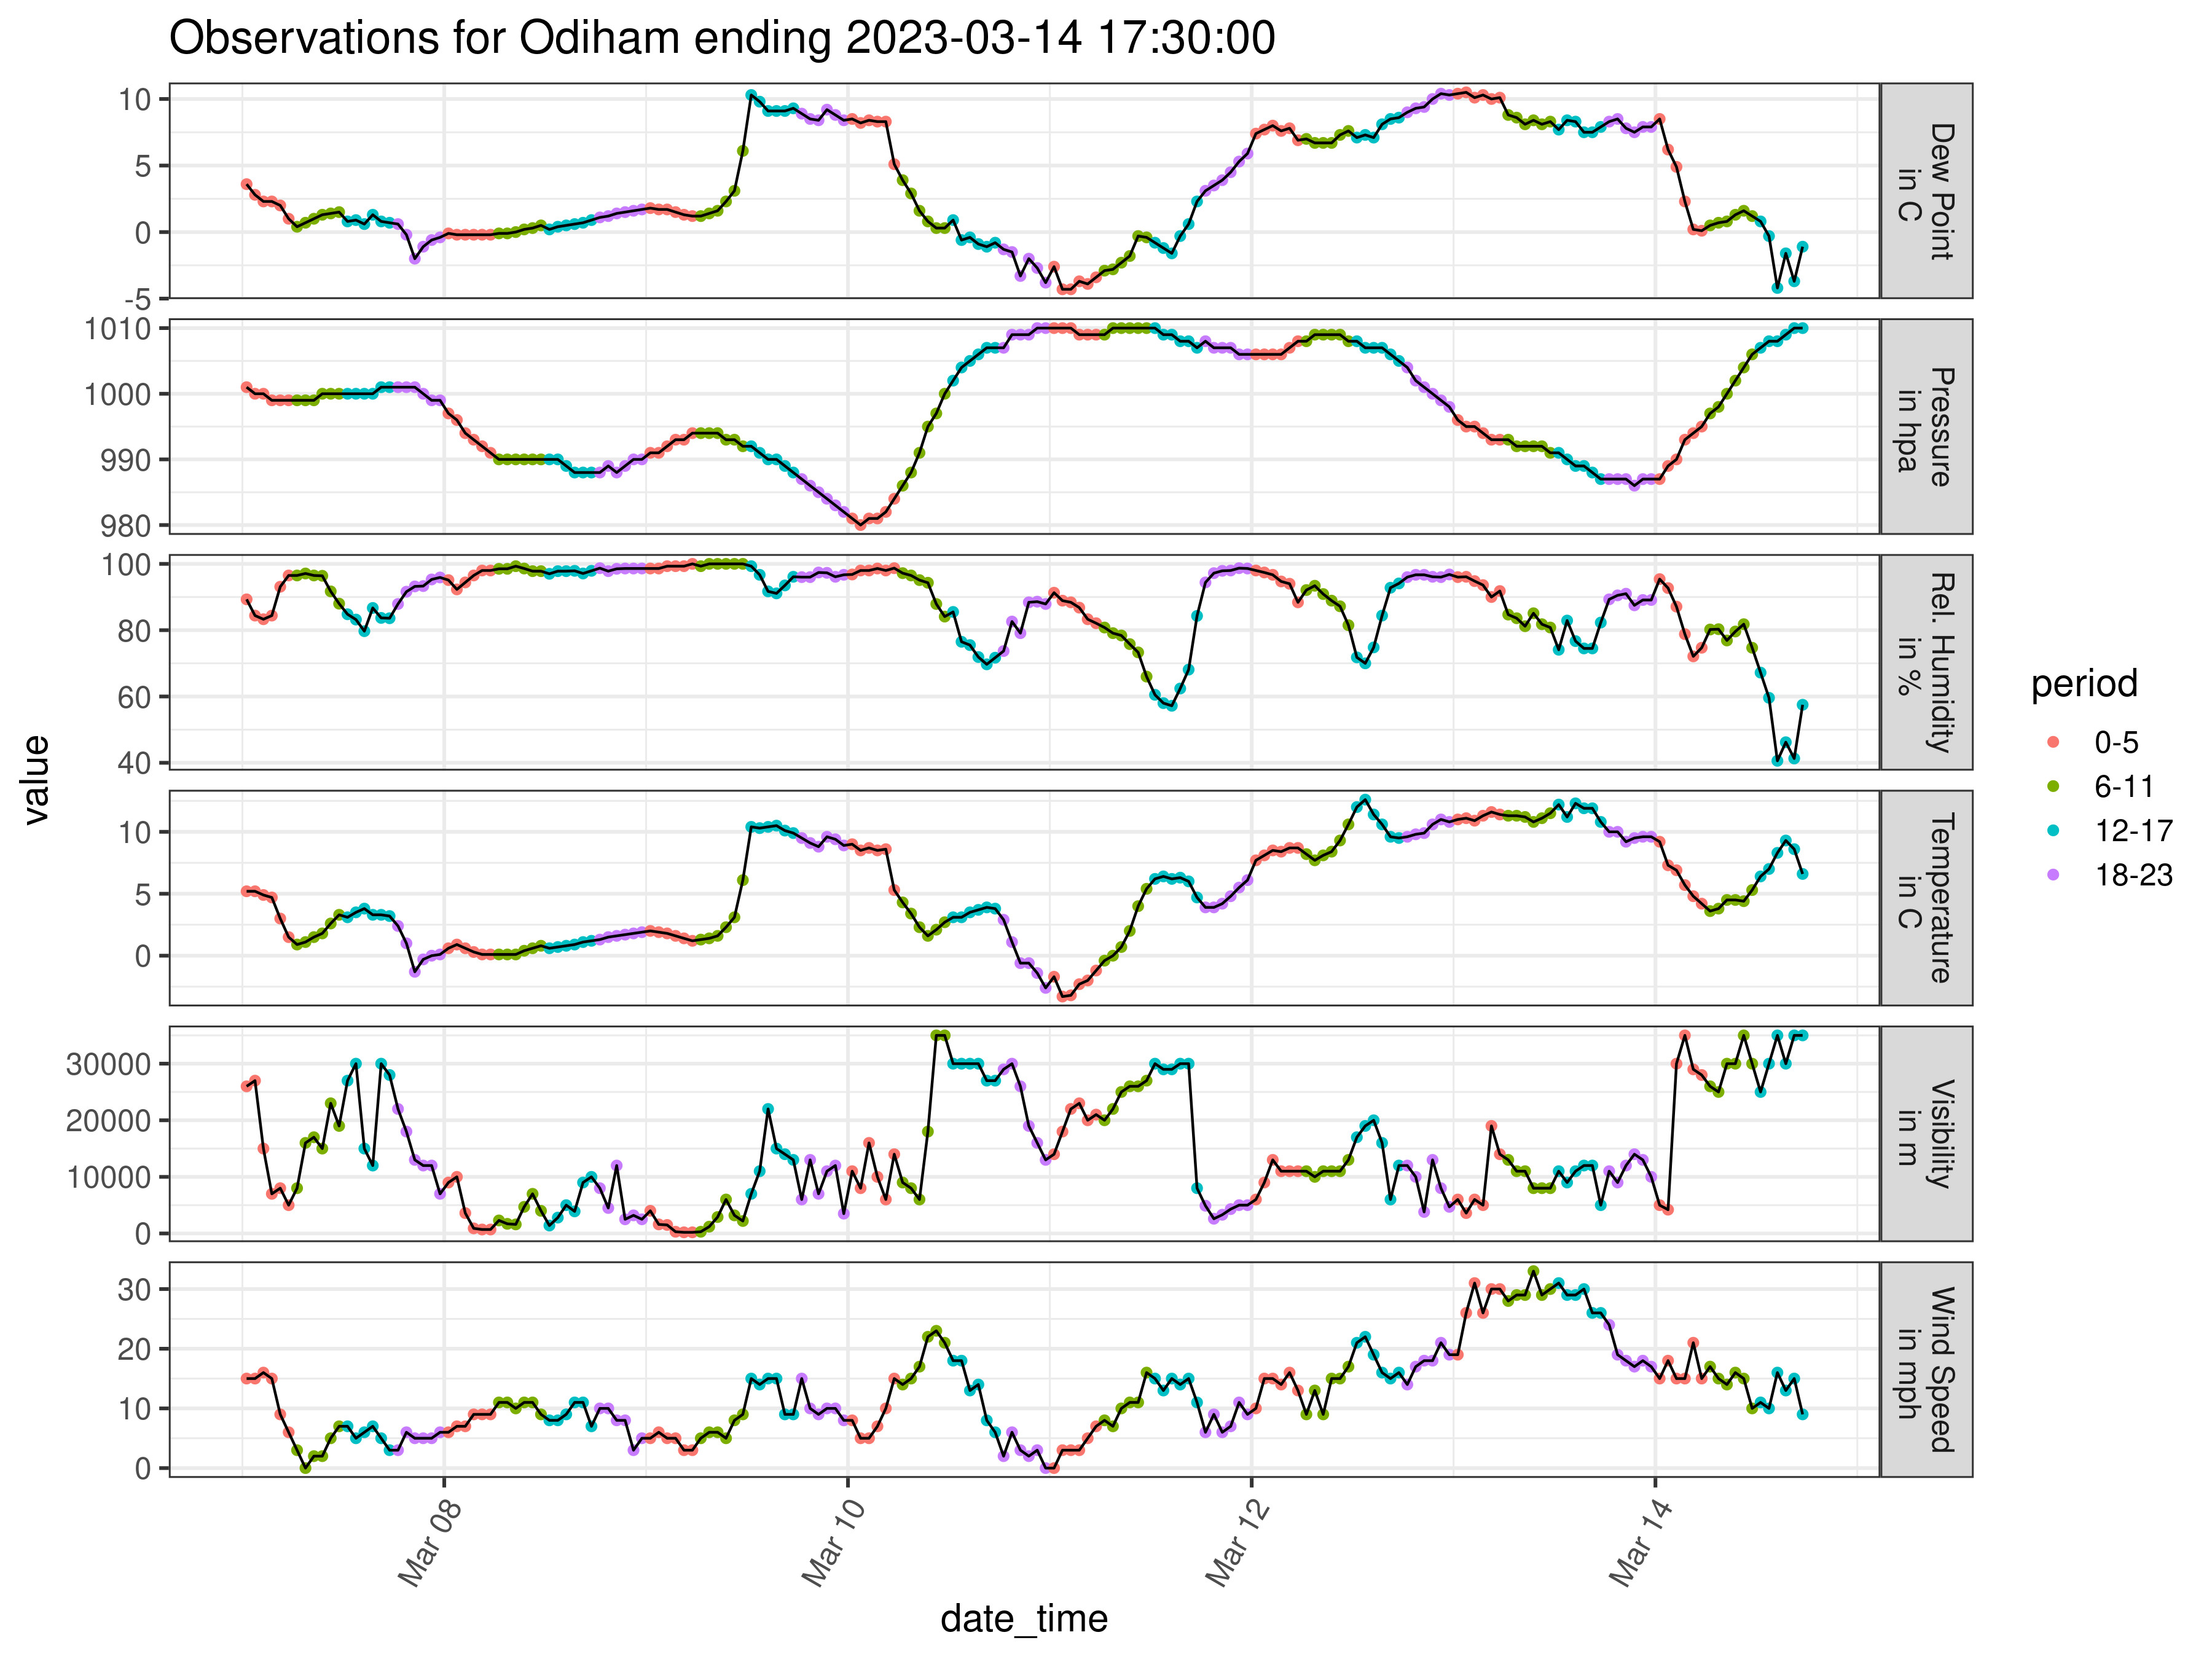 Observations for Odiham ending 2023-03-14 17:30:00
10
5
0
-5
Dew Point
in C
1010
1000
990
980
Pressure
in hpa
100
80
60
40
Rel. Humidity
in %
10
5
0
Temperature
in C
30000
20000
10000
0
Visibility
in m
30
20
10
0
Wind Speed
in mph
value
Mar 08
Mar 10
Mar 12
Mar 14
date_time
period
0-5
6-11
12-17
18-23